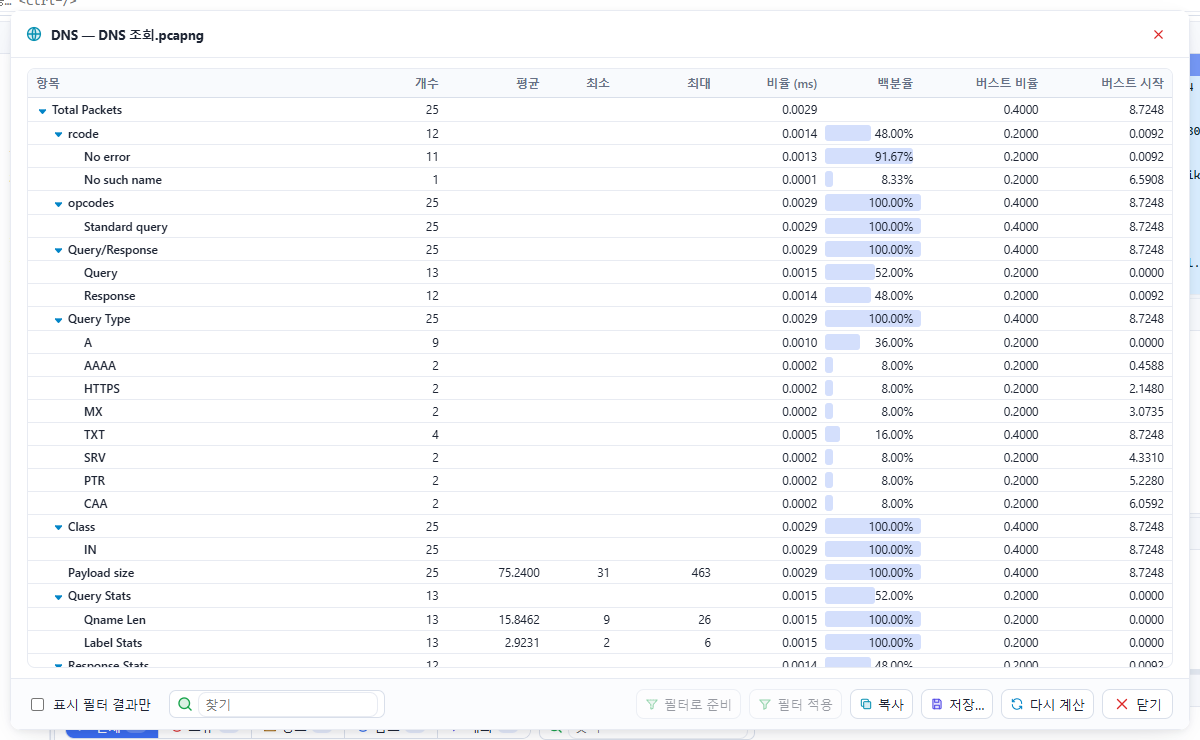 DNS — DNS 조회.pcapng
항목 개수 평균 최소 최대 비율 (ms) 백분율 버스트 비율 버스트 시작
Total Packets 25 0.0029 0.4000 8.7248
rcode 12 0.0014 48.00% 0.2000 0.0092
No error 11 0.0013 91.67% 0.2000 0.0092
No such name 1 0.0001 8.33% 0.2000 6.5908
opcodes 25 0.0029 100.00% 0.4000 8.7248
Standard query 25 0.0029 100.00% 0.4000 8.7248
Query/Response 25 0.0029 100.00% 0.4000 8.7248
Query 13 0.0015 52.00% 0.2000 0.0000
Response 12 0.0014 48.00% 0.2000 0.0092
Query Type 25 0.0029 100.00% 0.4000 8.7248
A 9 0.0010 36.00% 0.2000 0.0000
AAAA 2 0.0002 8.00% 0.2000 0.4588
HTTPS 2 0.0002 8.00% 0.2000 2.1480
MX 2 0.0002 8.00% 0.2000 3.0735
TXT 4 0.0005 16.00% 0.4000 8.7248
SRV 2 0.0002 8.00% 0.2000 4.3310
PTR 2 0.0002 8.00% 0.2000 5.2280
CAA 2 0.0002 8.00% 0.2000 6.0592
Class 25 0.0029 100.00% 0.4000 8.7248
IN 25 0.0029 100.00% 0.4000 8.7248
Payload size 25 75.2400 31 463 0.0029 100.00% 0.4000 8.7248
Query Stats 13 0.0015 52.00% 0.2000 0.0000
Qname Len 13 15.8462 9 26 0.0015 100.00% 0.2000 0.0000
Label Stats 13 2.9231 2 6 0.0015 100.00% 0.2000 0.0000
Response Stats 12 0.0014 48.00% 0.2000 0.0092
표시 필터 결과만 찾기 필터로 준비 필터 적용 복사 저장... 다시 계산 닫기